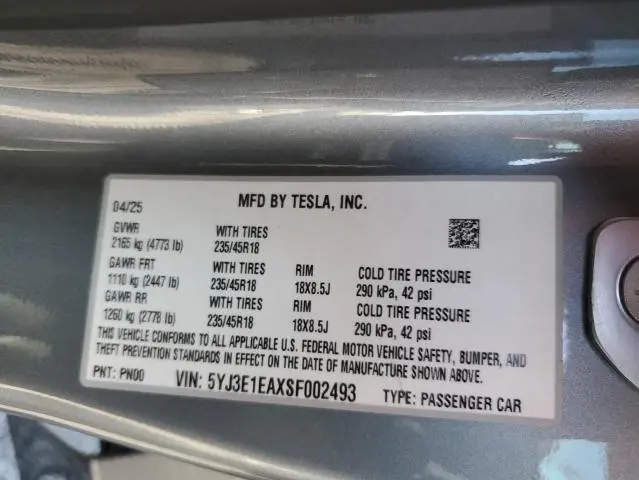 04/25 MFD BY TESLA, INC.
GVWR WITH TIRES
2165 kg (4773 lb) 235/45R18
GAWR FRT WITH TIRES RIM COLD TIRE PRESSURE
1110 kg (2447 lb) 235/45R18 18X8.5J 290 kPa, 42 psi
GAWR RR WITH TIRES RIM COLD TIRE PRESSURE
1260 kg (2778 lb) 235/45R18 18X8.5J 290 kPa, 42 psi
THIS VEHICLE CONFORMS TO ALL APPLICABLE U.S. FEDERAL MOTOR VEHICLE SAFETY, BUMPER, AND
THEFT PREVENTION STANDARDS IN EFFECT ON THE DATE OF MANUFACTURE SHOWN ABOVE.
PNT: PN00 VIN: 5YJ3E1EAXSF002493 TYPE: PASSENGER CAR